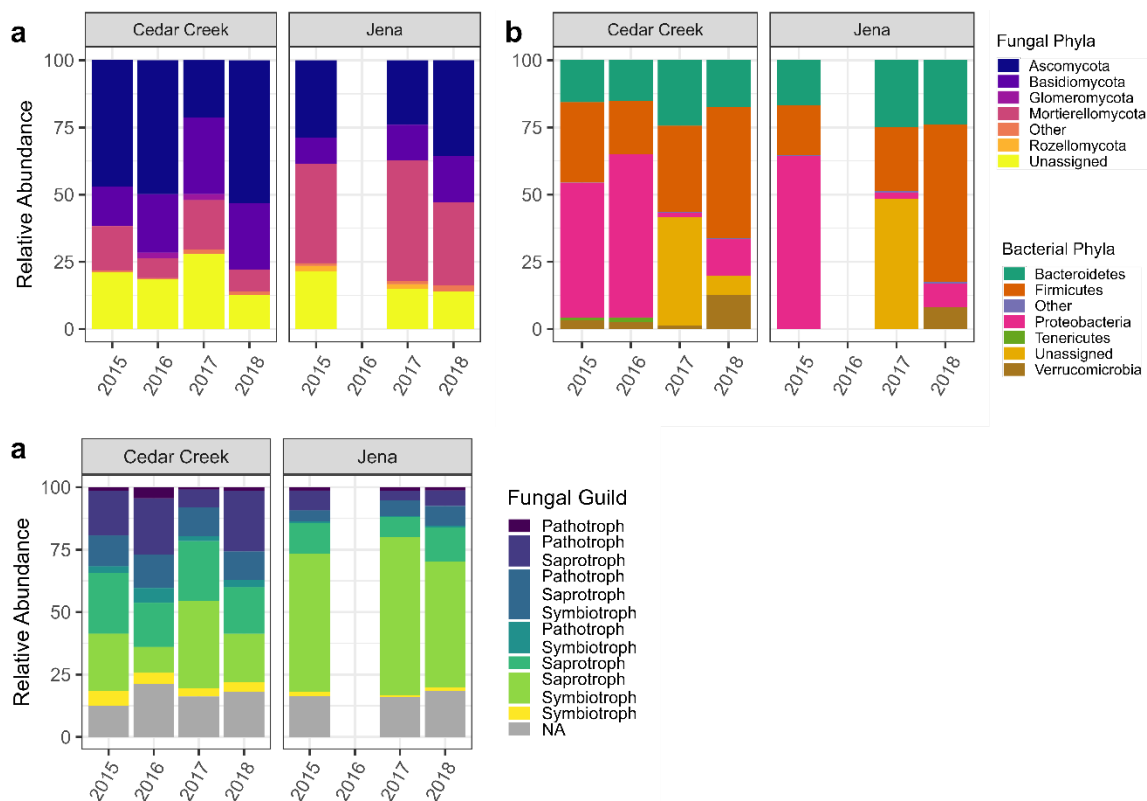 a
Cedar Creek
Jena
Relative Abundance
100
75
50
25
0
2015
2016
2017
2018
2015
2016
2017
2018
b
Cedar Creek
Jena
100
75
50
25
0
2015
2016
2017
2018
2015
2016
2017
2018
Fungal Phyla
Ascomycota
Basidiomycota
Glomeromycota
Mortierellomycota
Other
Rozellomycota
Unassigned
Bacterial Phyla
Bacteroidetes
Firmicutes
Other
Proteobacteria
Tenericutes
Unassigned
Verrucomicrobia
a
Cedar Creek
Jena
Relative Abundance
100
75
50
25
0
2015
2016
2017
2018
2015
2016
2017
2018
Fungal Guild
Pathotroph
Pathotroph
Saprotroph
Pathotroph
Saprotroph
Symbiotroph
Pathotroph
Symbiotroph
Saprotroph
Saprotroph
Symbiotroph
Symbiotroph
NA